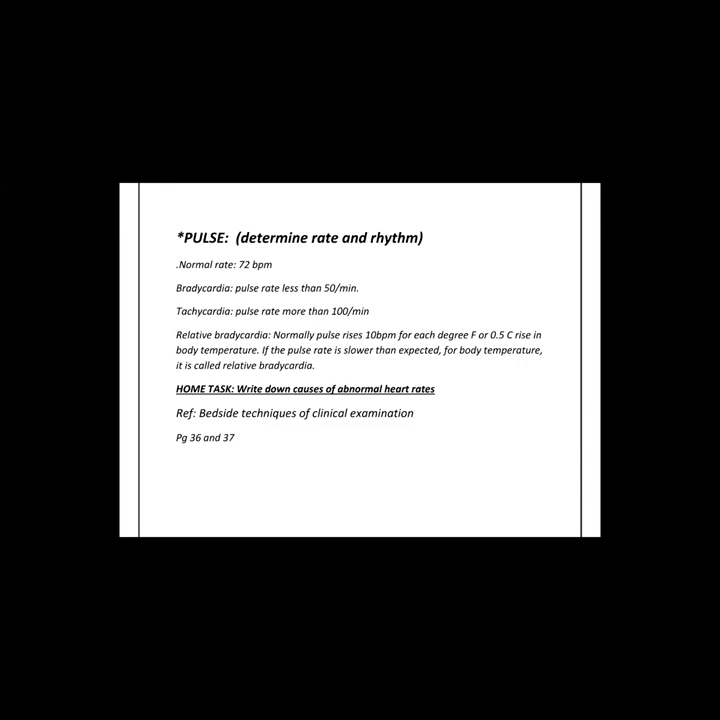 *PULSE: (determine rate and rhythm)
.Normal rate: 72 bpm
Bradycardia: pulse rate less than 50/min.
Tachycardia: pulse rate more than 100/min
Relative bradycardia: Normally pulse rises 10bpm for each degree F or 0.5 C rise in
body temperature. If the pulse rate is slower than expected, for body temperature,
it is called relative bradycardia.
HOME TASK: Write down causes of abnormal heart rates
Ref: Bedside techniques of clinical examination
Pg 36 and 37